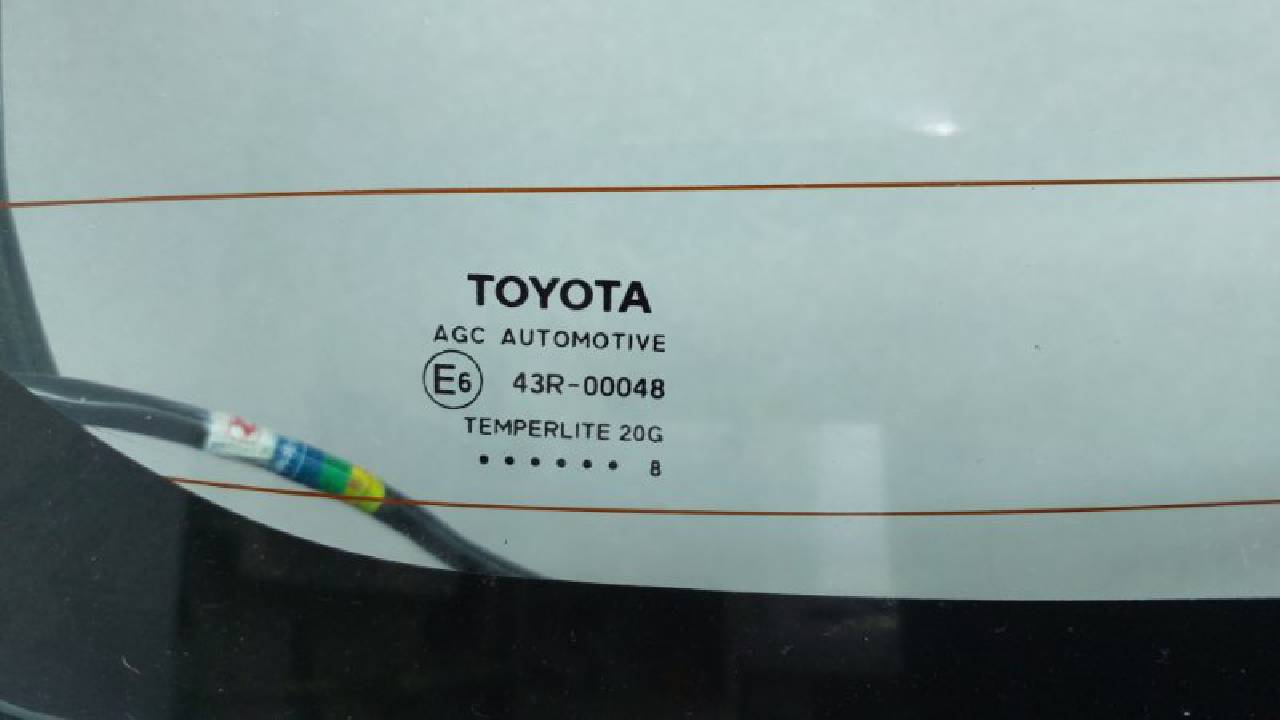 TOYOTA
AGC AUTOMOTIVE
E6 43R-00048
TEMPERLITE 20G
•••••• 8